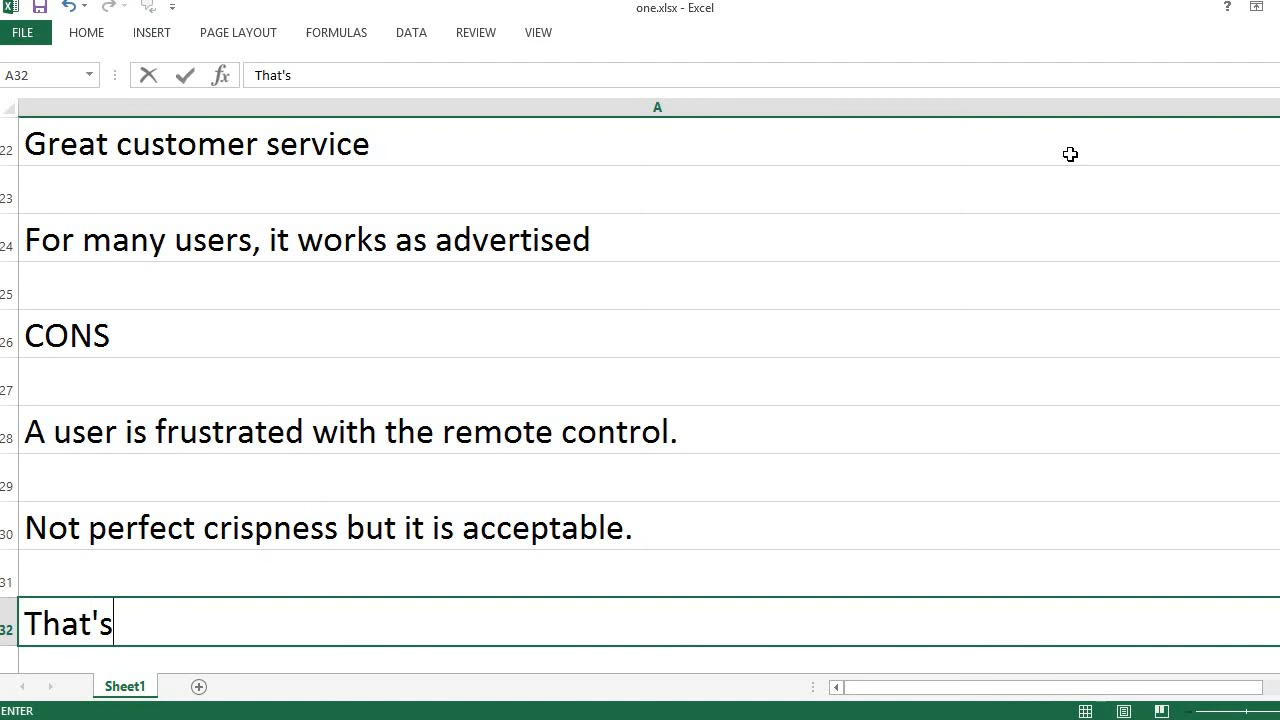 one.xlsx - Excel
?
FILE HOME INSERT PAGE LAYOUT FORMULAS DATA REVIEW VIEW
A32 fx That's
A
22 Great customer service
23
24 For many users, it works as advertised
25
26 CONS
27
28 A user is frustrated with the remote control.
29
30 Not perfect crispness but it is acceptable.
31
32 That's
Sheet1
ENTER